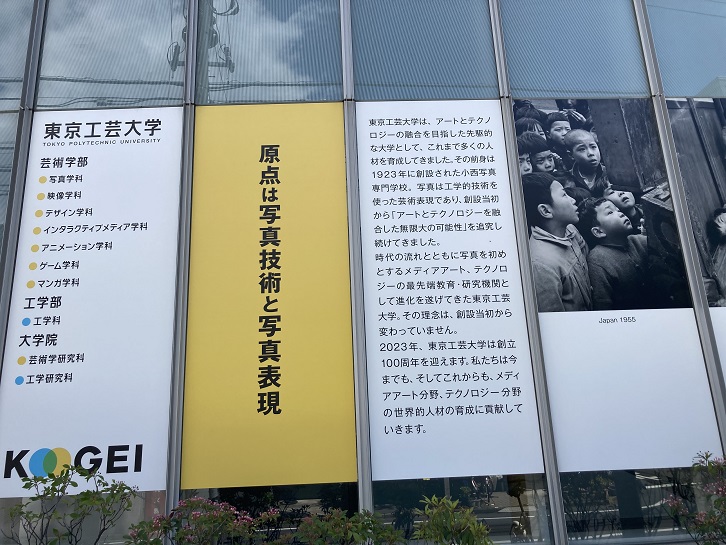 東京工芸大学
TOKYO POLYTECHNIC UNIVERSITY
芸術学部
写真学科
映像学科
デザイン学科
インタラクティブメディア学科
アニメーション学科
ゲーム学科
マンガ学科
工学部
工学科
大学院
芸術学研究科
工学研究科
KOOGEI
原点は写真技術と写真表現
東京工芸大学は、アートとテクノ
ロジーの融合を目指した先駆的
な大学として、これまで多くの人
材を育成してきました。その前身は
1923年に創設された小西写真
専門学校。写真は工学的技術を
使った芸術表現であり、創設当初
から「アートとテクノロジーを融
合した無限大の可能性」を追究し
続けてきました。
時代の流れとともに写真を初め
とするメディアアート、テクノロ
ジーの最先端教育・研究機関と
して進化を遂げてきた東京工芸
大学。その理念は、創設当初から
変わっていません。
2023年、東京工芸大学は創立
100周年を迎えます。私たちは今
までも、そしてこれからも、メディ
アアート分野、テクノロジー分野
の世界的人材の育成に貢献して
いきます。
Japan 1955